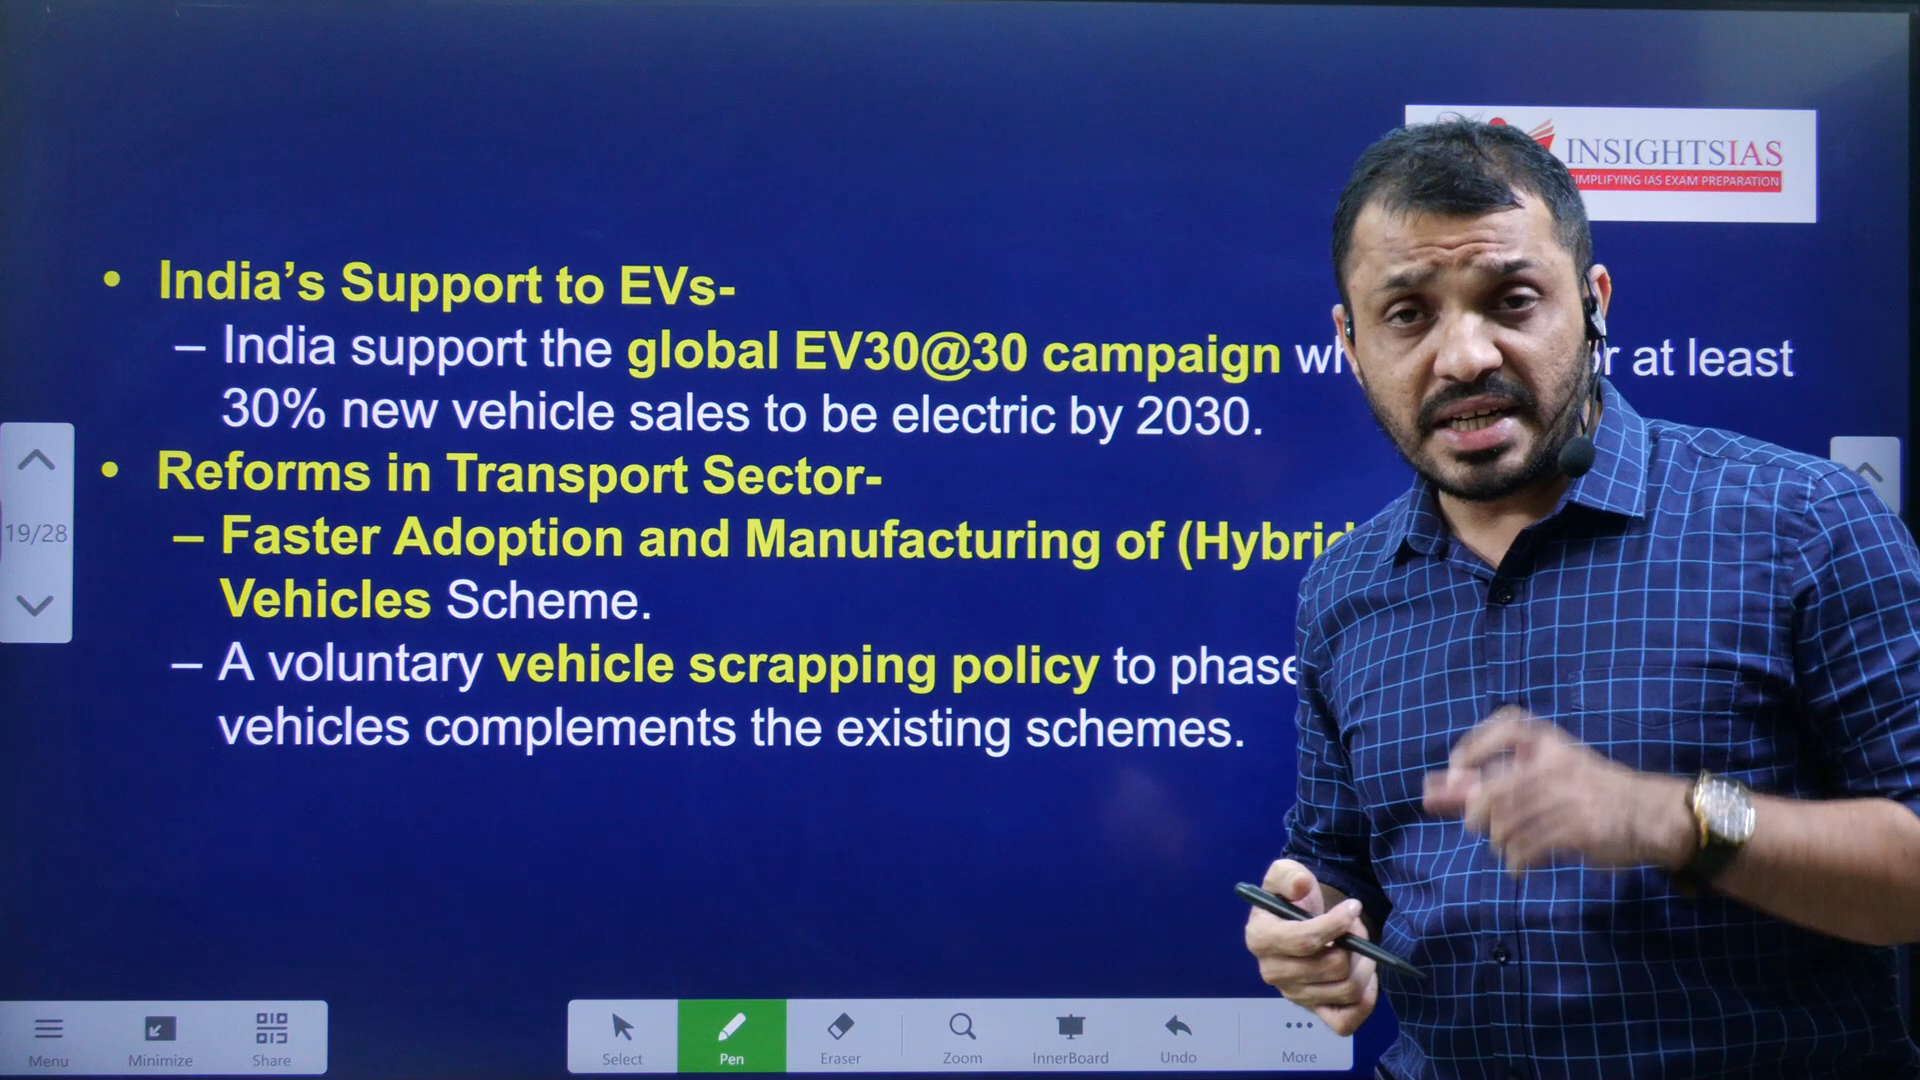 INSIGHTSIAS
SIMPLIFYING IAS EXAM PREPARATION
• India’s Support to EVs-
– India support the global EV30@30 campaign at least
30% new vehicle sales to be electric by 2030.
• Reforms in Transport Sector-
– Faster Adoption and Manufacturing of (Hybrid
Vehicles Scheme.
– A voluntary vehicle scrapping policy to phase
vehicles complements the existing schemes.
19/28
Menu Minimize Share Select Pen Eraser Zoom InnerBoard Undo More